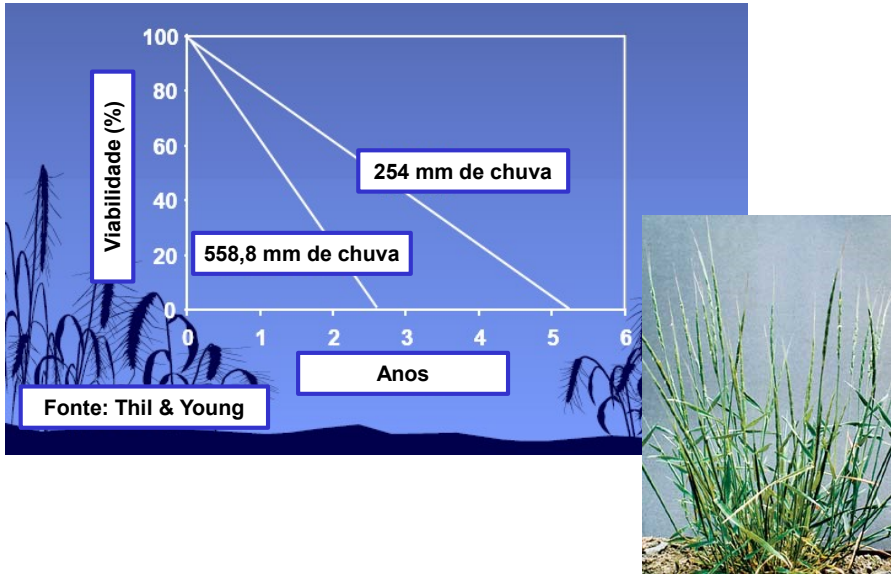 100
80
60
40
20
0
Viabilidade (%)
254 mm de chuva
558,8 mm de chuva
0 1 2 3 4 5 6
Anos
Fonte: Thil & Young